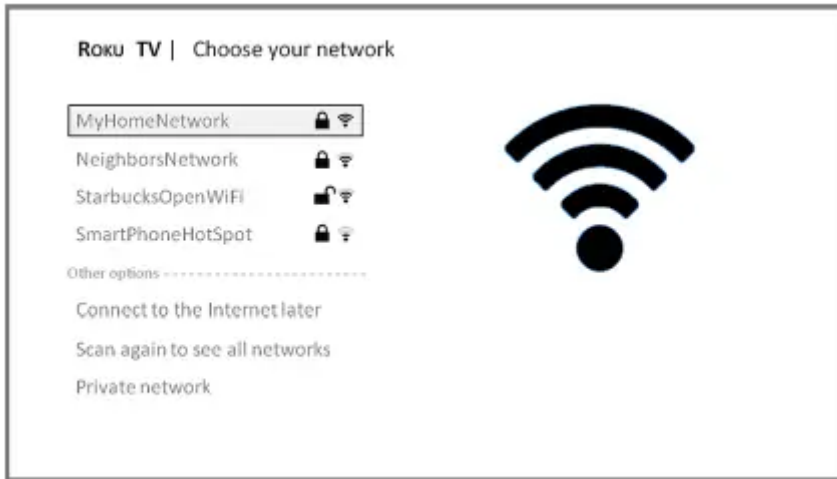 Roku TV | Choose your network
MyHomeNetwork
NeighborsNetwork
StarbucksOpenWiFi
SmartPhoneHotSpot
Other options
Connect to the Internet later
Scan again to see all networks
Private network